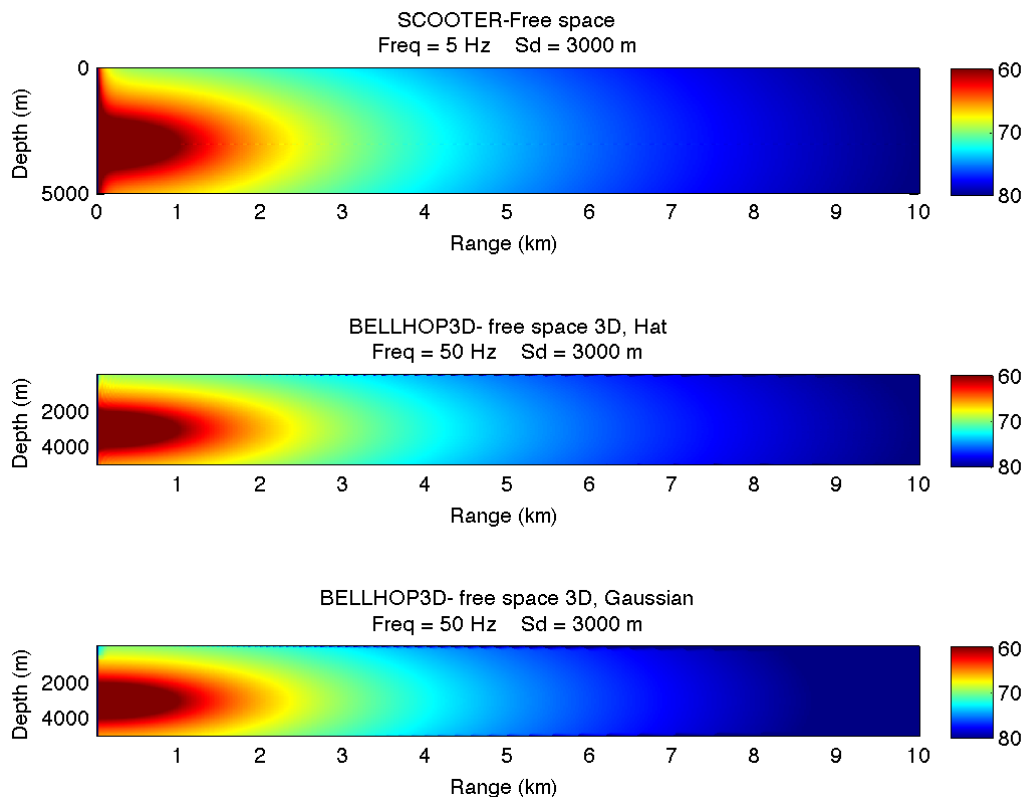 SCOOTER-Free space
Freq = 5 Hz    Sd = 3000 m
0
5000
Depth (m)
0 1 2 3 4 5 6 7 8 9 10
Range (km)
60
70
80
BELLHOP3D- free space 3D, Hat
Freq = 50 Hz    Sd = 3000 m
2000
4000
Depth (m)
1 2 3 4 5 6 7 8 9 10
Range (km)
60
70
80
BELLHOP3D- free space 3D, Gaussian
Freq = 50 Hz    Sd = 3000 m
2000
4000
Depth (m)
1 2 3 4 5 6 7 8 9 10
Range (km)
60
70
80